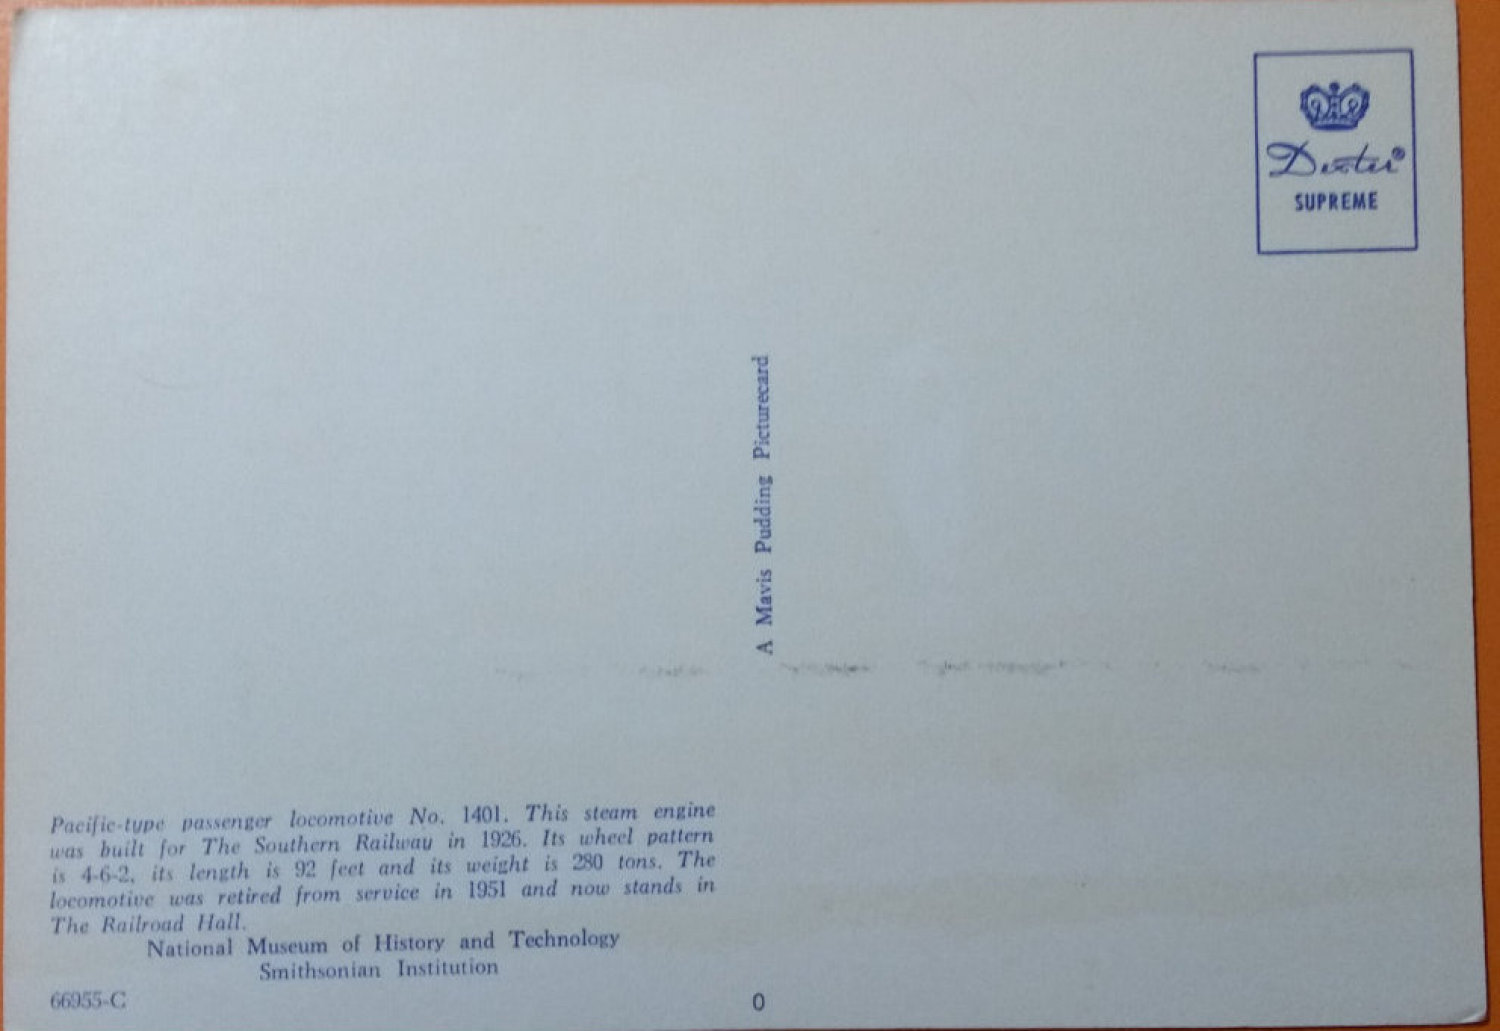 Dexter®
SUPREME
A Mavis Pudding Picturecard
Pacific-type passenger locomotive No. 1401. This steam engine
was built for The Southern Railway in 1926. Its wheel pattern
is 4-6-2, its length is 92 feet and its weight is 280 tons. The
locomotive was retired from service in 1951 and now stands in
The Railroad Hall.
National Museum of History and Technology
Smithsonian Institution
66955-C
0